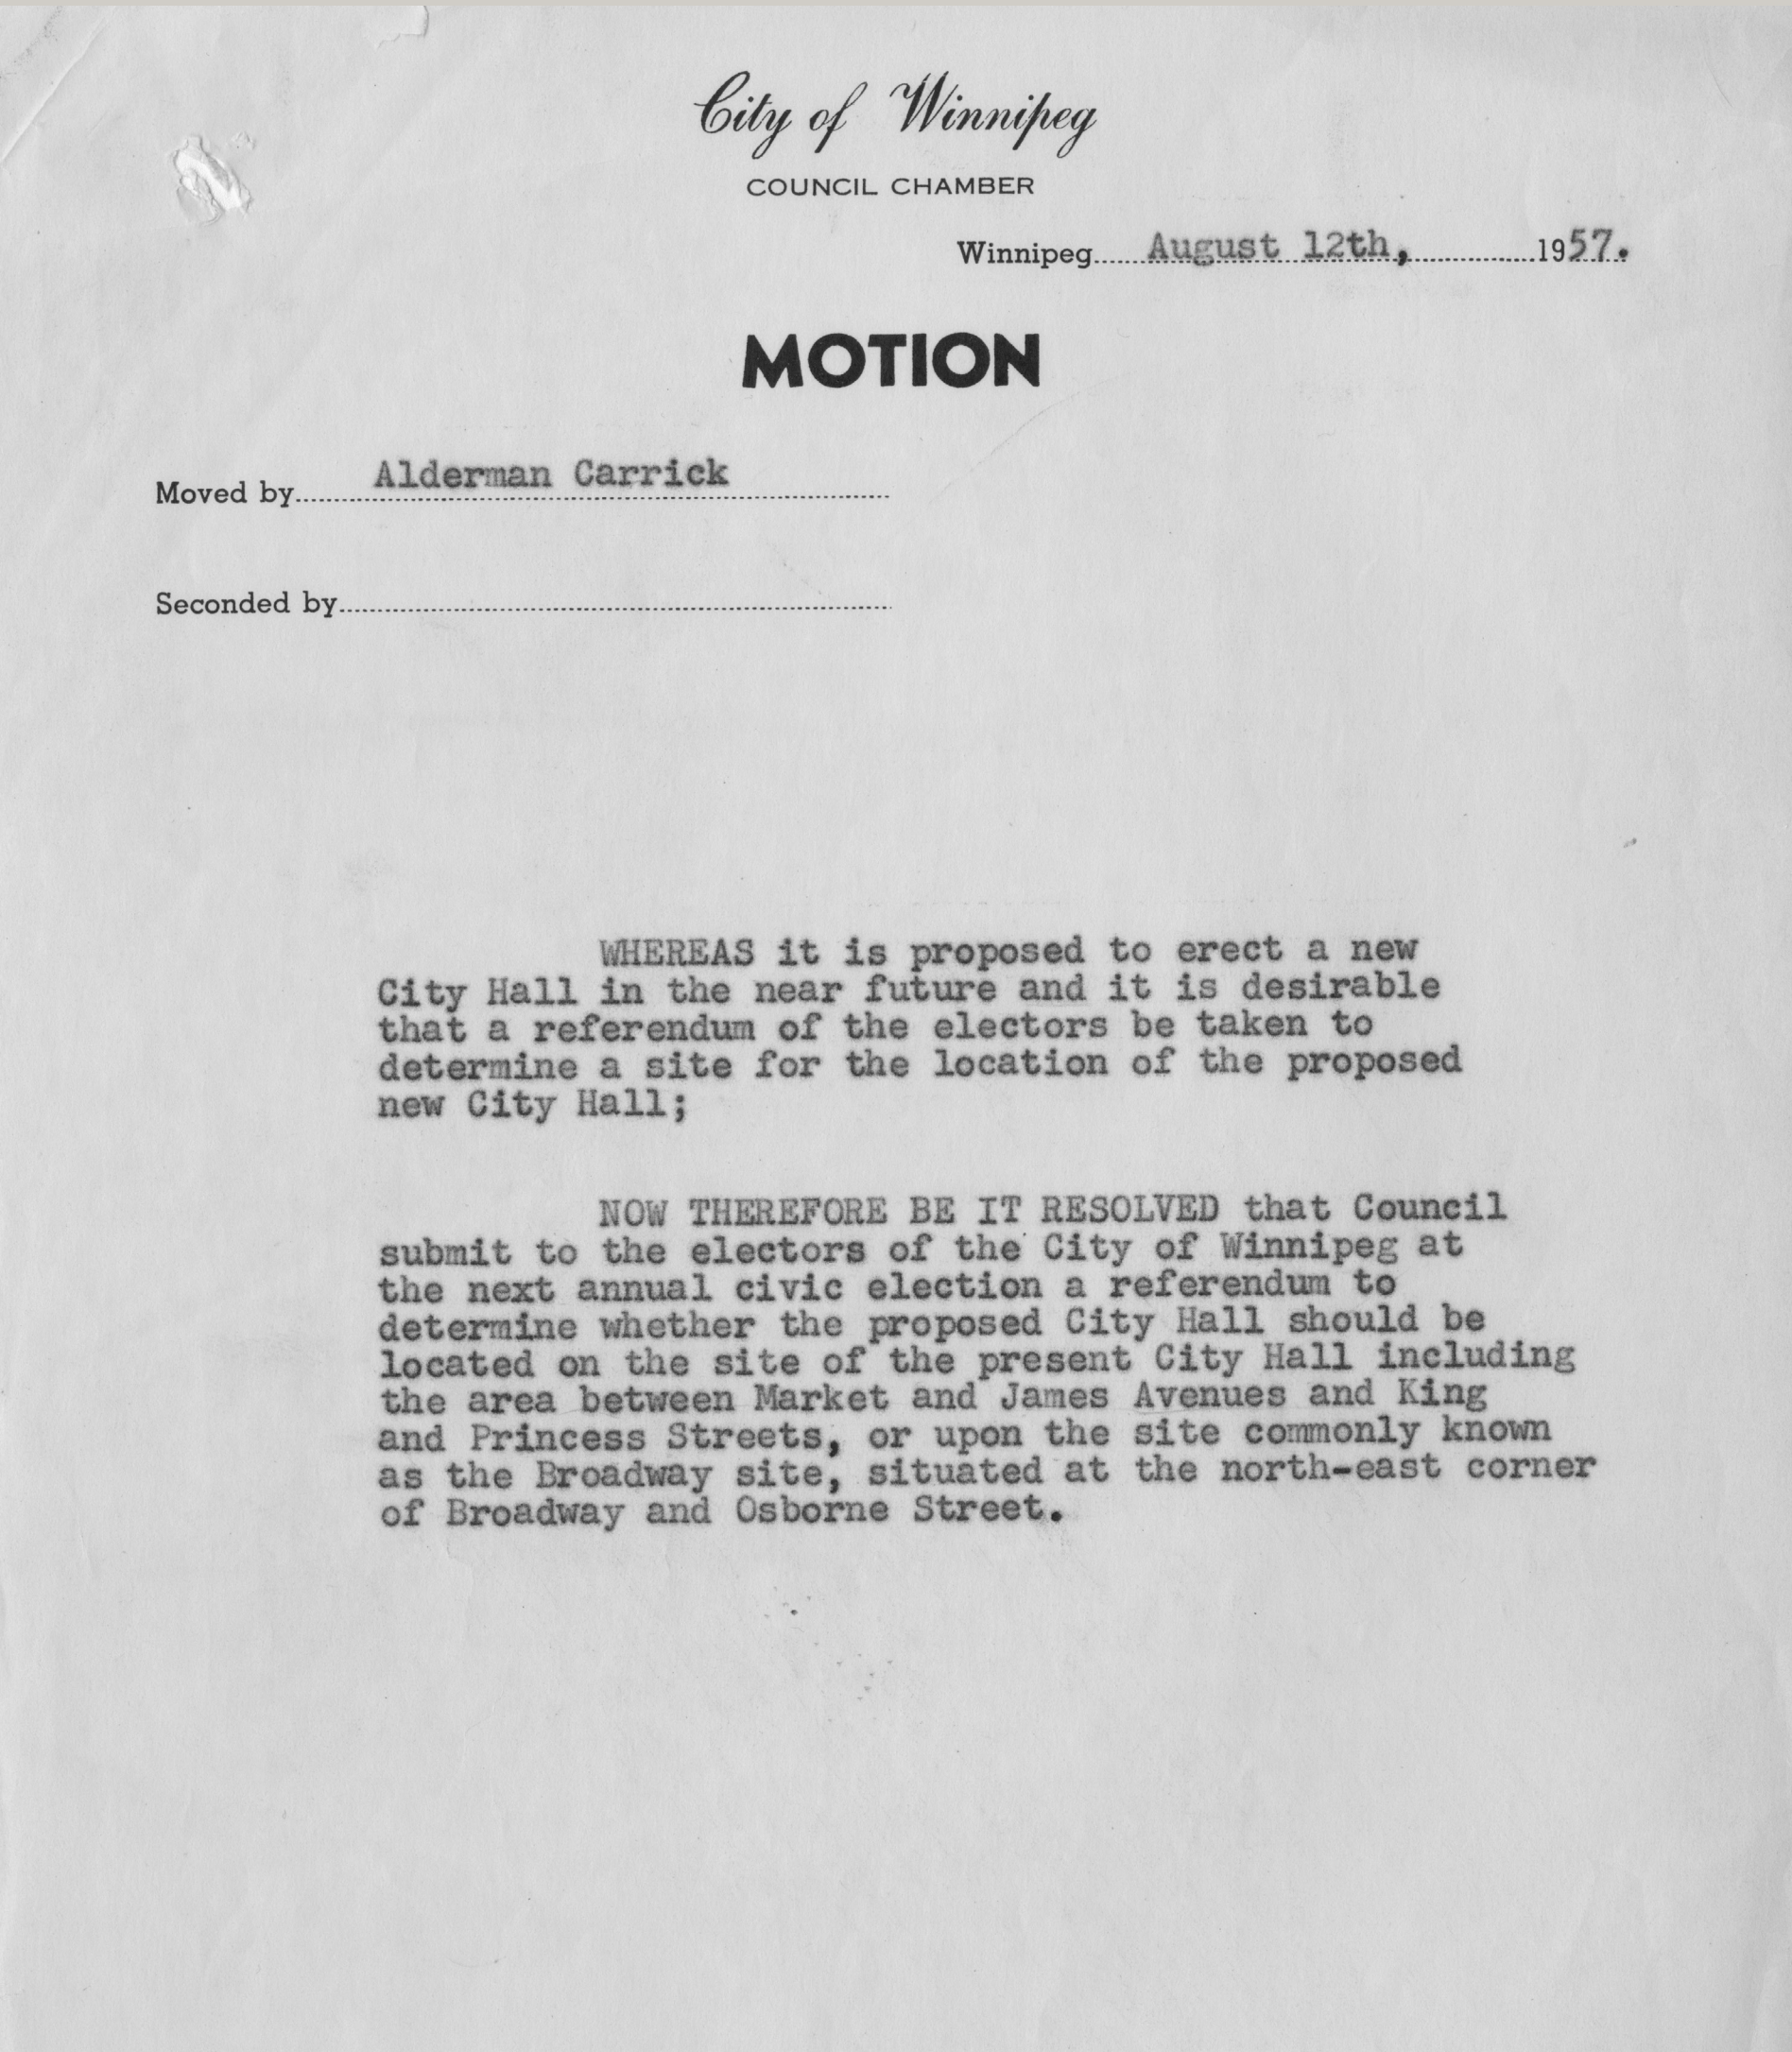 City of Winnipeg
COUNCIL CHAMBER
Winnipeg......August 12th,..............1957.
MOTION
Moved by Alderman Carrick
Seconded by
WHEREAS it is proposed to erect a new
City Hall in the near future and it is desirable
that a referendum of the electors be taken to
determine a site for the location of the proposed
new City Hall;
NOW THEREFORE BE IT RESOLVED that Council
submit to the electors of the City of Winnipeg at
the next annual civic election a referendum to
determine whether the proposed City Hall should be
located on the site of the present City Hall including
the area between Market and James Avenues and King
and Princess Streets, or upon the site commonly known
as the Broadway site, situated at the north-east corner
of Broadway and Osborne Street.